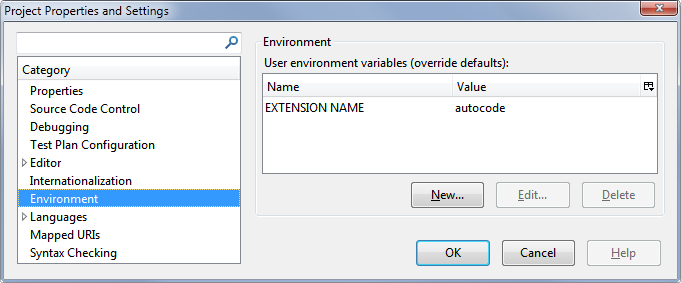 Project Properties and Settings
Category
Properties
Source Code Control
Debugging
Test Plan Configuration
Editor
Internationalization
Environment
Languages
Mapped URIs
Syntax Checking
Environment
User environment variables (override defaults):
Name Value
EXTENSION NAME autocode
New... Edit... Delete
OK Cancel Help